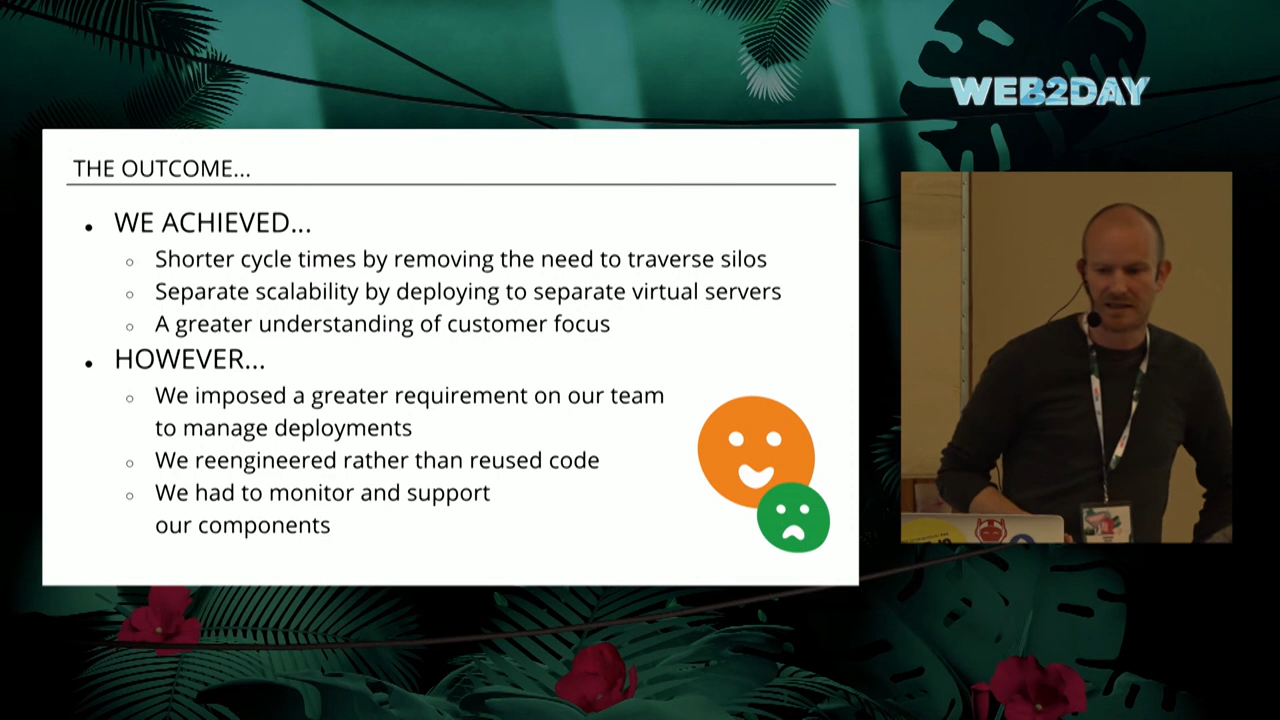 WEB2DAY
THE OUTCOME...
• WE ACHIEVED...
○ Shorter cycle times by removing the need to traverse silos
○ Separate scalability by deploying to separate virtual servers
○ A greater understanding of customer focus
• HOWEVER...
○ We imposed a greater requirement on our team
to manage deployments
○ We reengineered rather than reused code
○ We had to monitor and support
our components